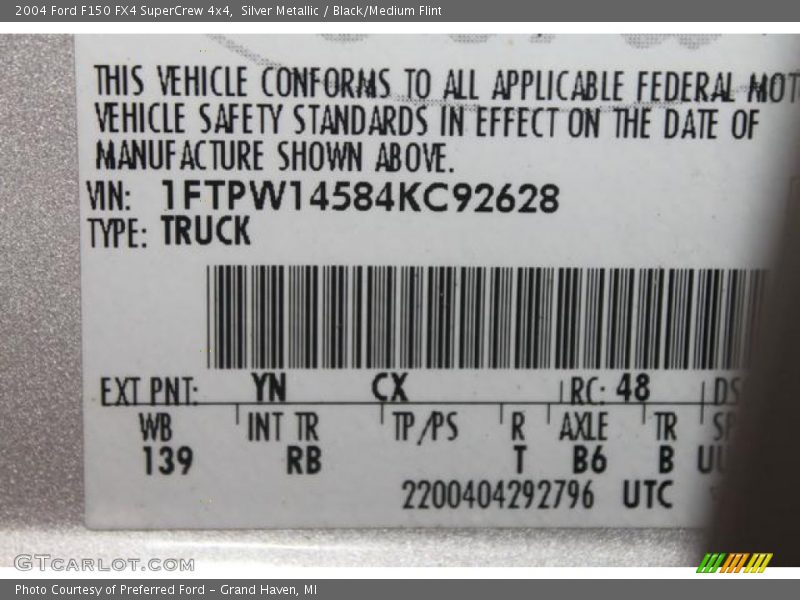 2004 Ford F150 FX4 SuperCrew 4x4,  Silver Metallic / Black/Medium Flint
THIS VEHICLE CONFORMS TO ALL APPLICABLE FEDERAL
VEHICLE SAFETY STANDARDS IN EFFECT ON THE DATE OF
MANUFACTURE SHOWN ABOVE.
VIN: 1FTPW14584KC92628
TYPE: TRUCK
EXT PNT: YN CX RC: 48
WB INT TR TP/PS R AXLE TR
139 RB T B6 B
2200404292796 UTC
GTCARLOT.COM
Photo Courtesy of Preferred Ford – Grand Haven, MI